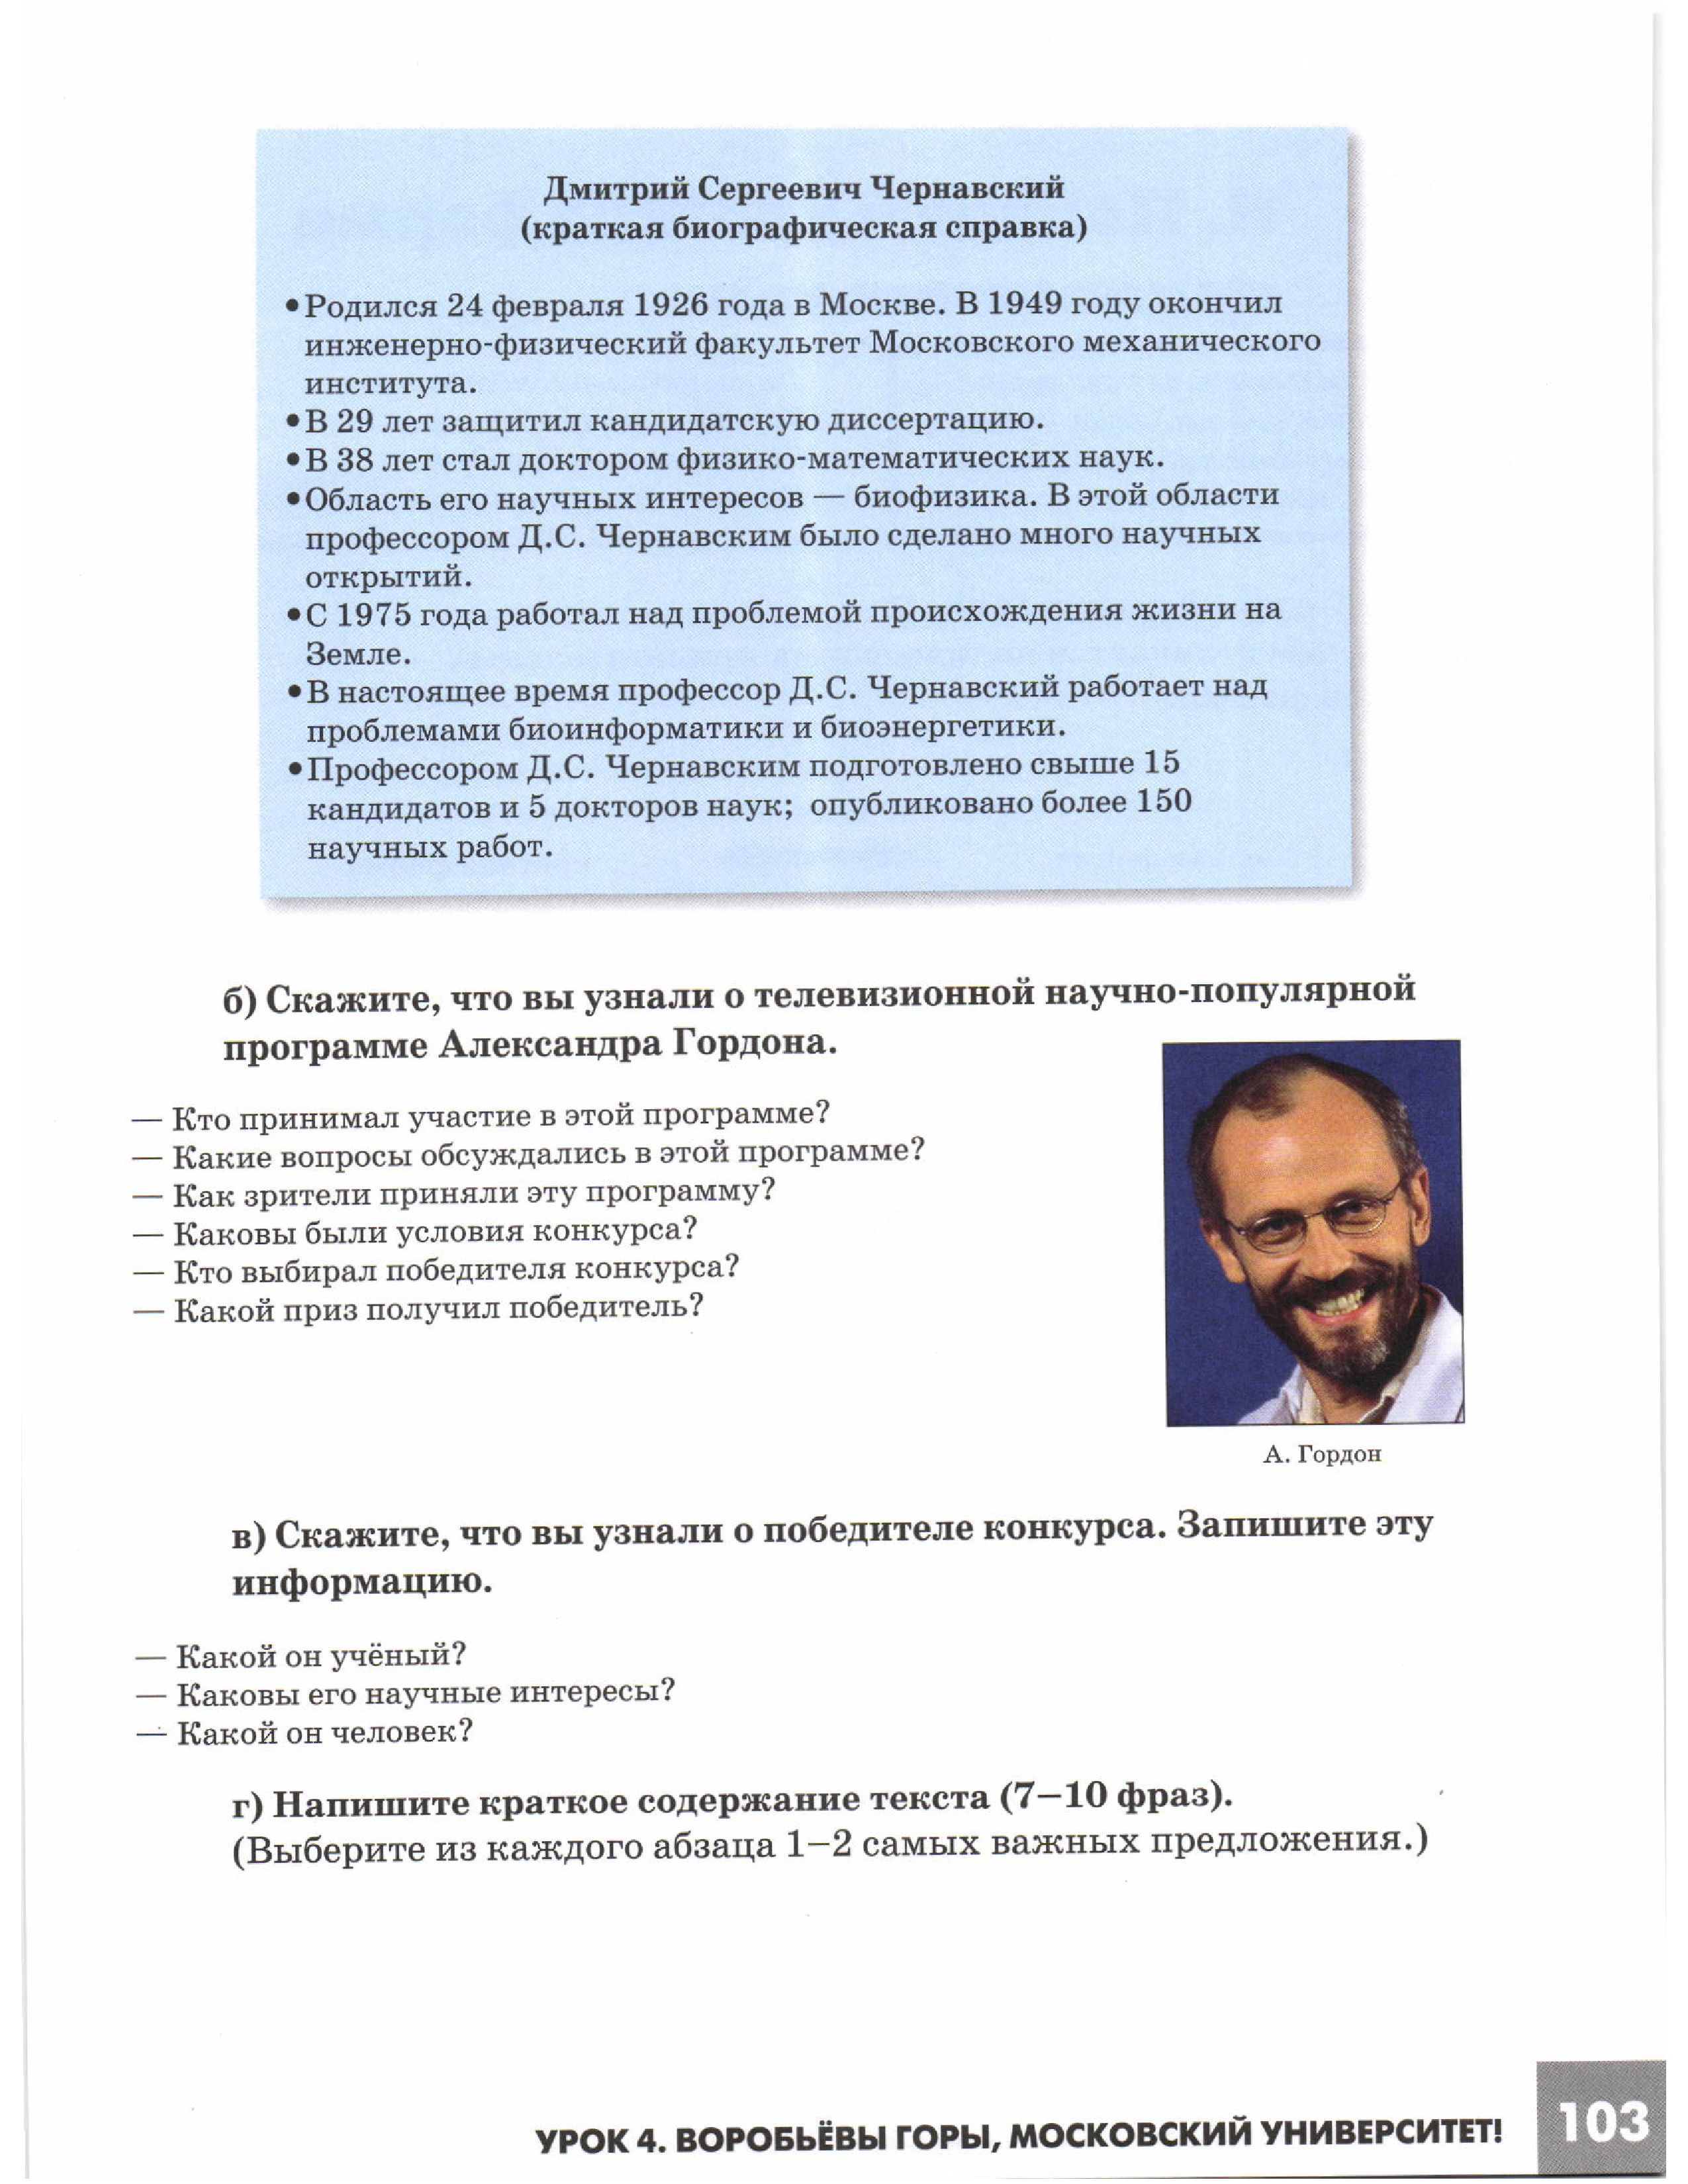 Дмитрий Сергеевич Чернавский
(краткая биографическая справка)
•Родился 24 февраля 1926 года в Москве. В 1949 году окончил
инженерно-физический факультет Московского механического
института.
•В 29 лет защитил кандидатскую диссертацию.
•В 38 лет стал доктором физико-математических наук.
•Область его научных интересов — биофизика. В этой области
профессором Д.С. Чернавским было сделано много научных
открытий.
•С 1975 года работал над проблемой происхождения жизни на
Земле.
•В настоящее время профессор Д.С. Чернавский работает над
проблемами биоинформатики и биоэнергетики.
•Профессором Д.С. Чернавским подготовлено свыше 15
кандидатов и 5 докторов наук; опубликовано более 150
научных работ.
б) Скажите, что вы узнали о телевизионной научно-популярной
программе Александра Гордона.
— Кто принимал участие в этой программе?
— Какие вопросы обсуждались в этой программе?
— Как зрители приняли эту программу?
— Каковы были условия конкурса?
— Кто выбирал победителя конкурса?
— Какой приз получил победитель?
А. Гордон
в) Скажите, что вы узнали о победителе конкурса. Запишите эту
информацию.
— Какой он учёный?
— Каковы его научные интересы?
— Какой он человек?
г) Напишите краткое содержание текста (7—10 фраз).
(Выберите из каждого абзаца 1—2 самых важных предложения.)
УРОК 4. ВОРОБЬЁВЫ ГОРЫ, МОСКОВСКИЙ УНИВЕРСИТЕТ!
103